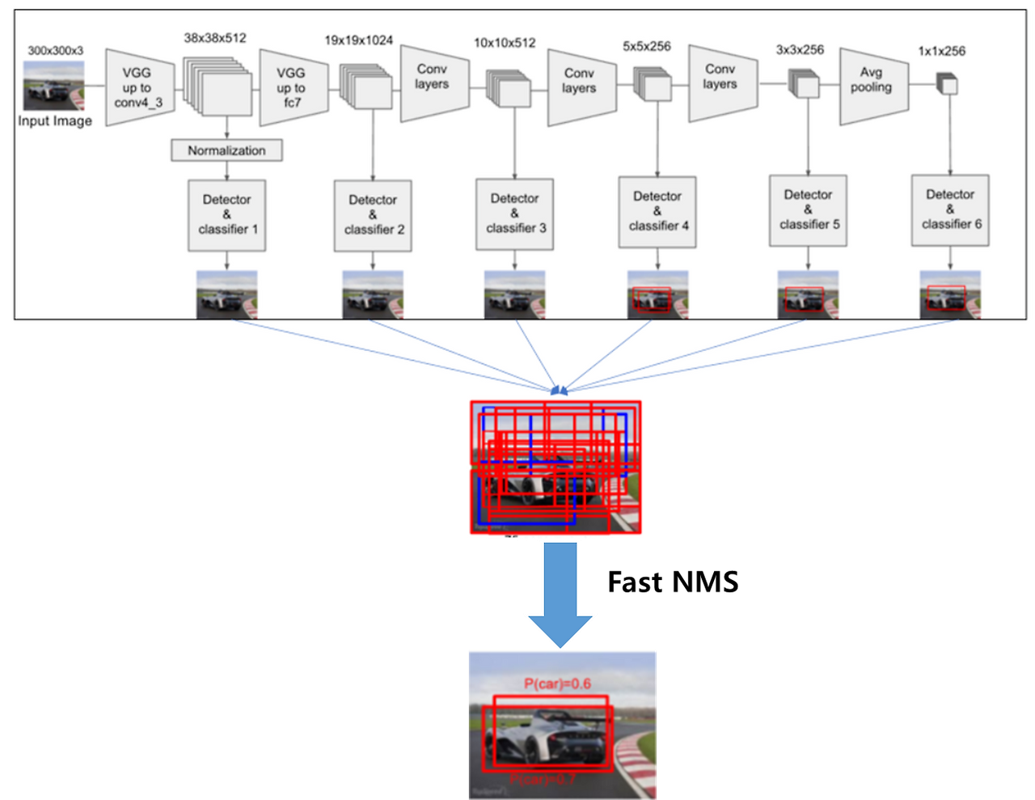 300x300x3
38x38x512
19x19x1024
10x10x512
5x5x256
3x3x256
1x1x256
VGG
up to
conv4_3
VGG
up to
fc7
Conv
layers
Conv
layers
Conv
layers
Avg
pooling
Input Image
Normalization
Detector
&
classifier 1
Detector
&
classifier 2
Detector
&
classifier 3
Detector
&
classifier 4
Detector
&
classifier 5
Detector
&
classifier 6
Fast NMS
P(car)=0.6
P(car)=0.7